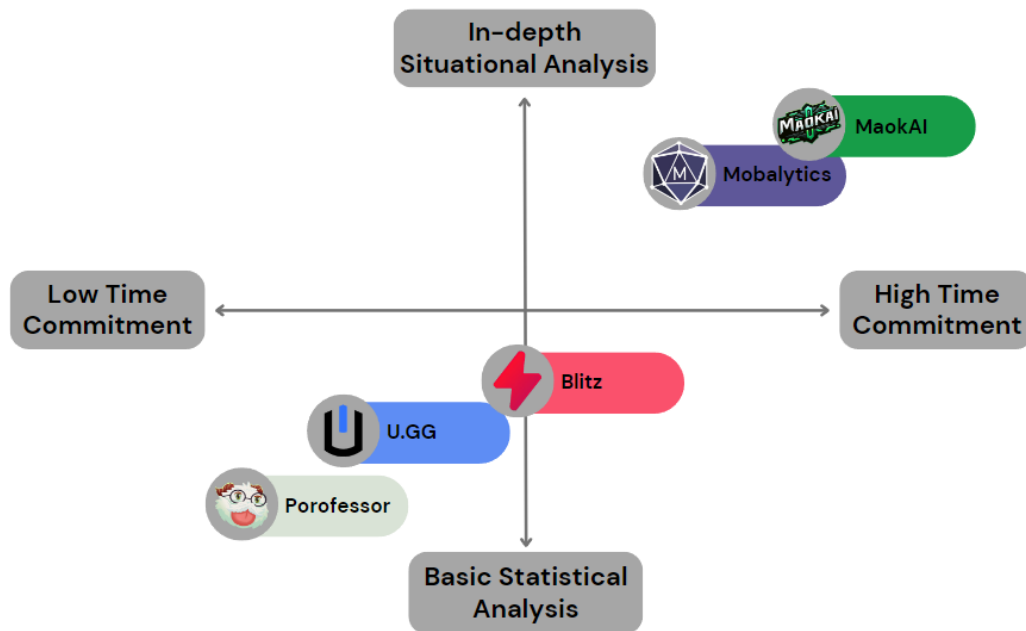 In-depth
Situational Analysis
MAOKAI
MaokAI
M
Mobalytics
Low Time
Commitment
High Time
Commitment
Blitz
U.GG
Porofessor
Basic Statistical
Analysis